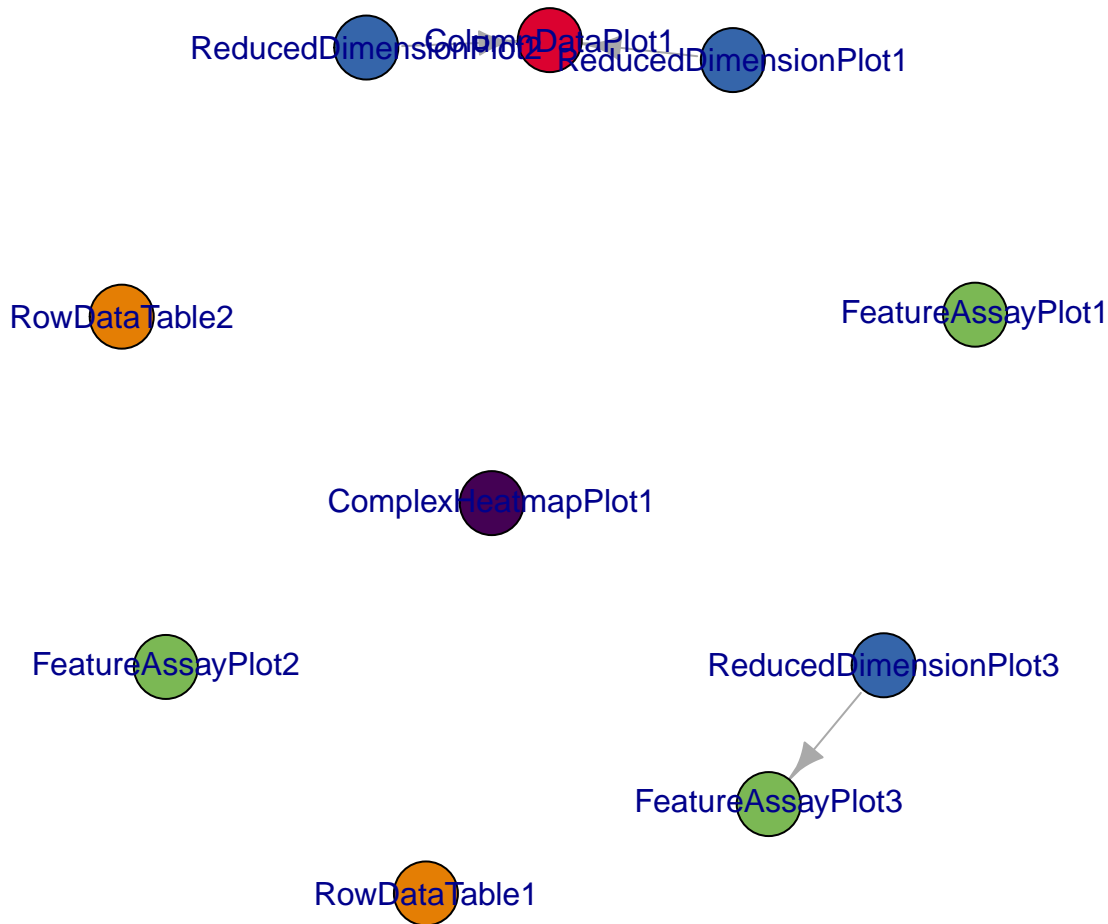 ColumnDataPlot1
ReducedDimensionPlot2
ReducedDimensionPlot1
RowDataTable2
FeatureAssayPlot1
ComplexHeatmapPlot1
FeatureAssayPlot2
ReducedDimensionPlot3
FeatureAssayPlot3
RowDataTable1